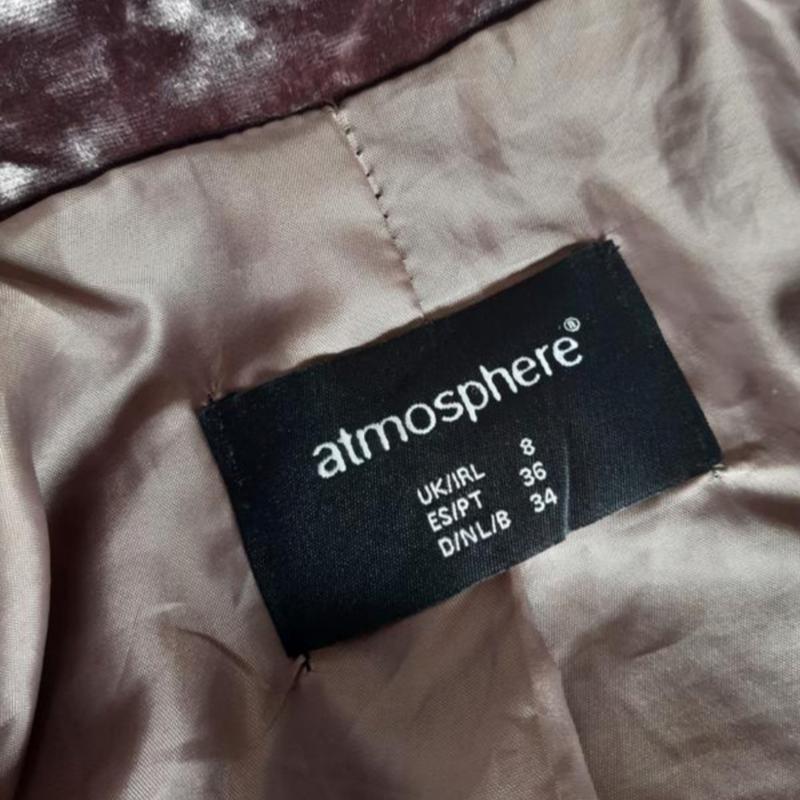 atmosphere®
UK/IRL 8
ES/PT 36
D/NL/B 34